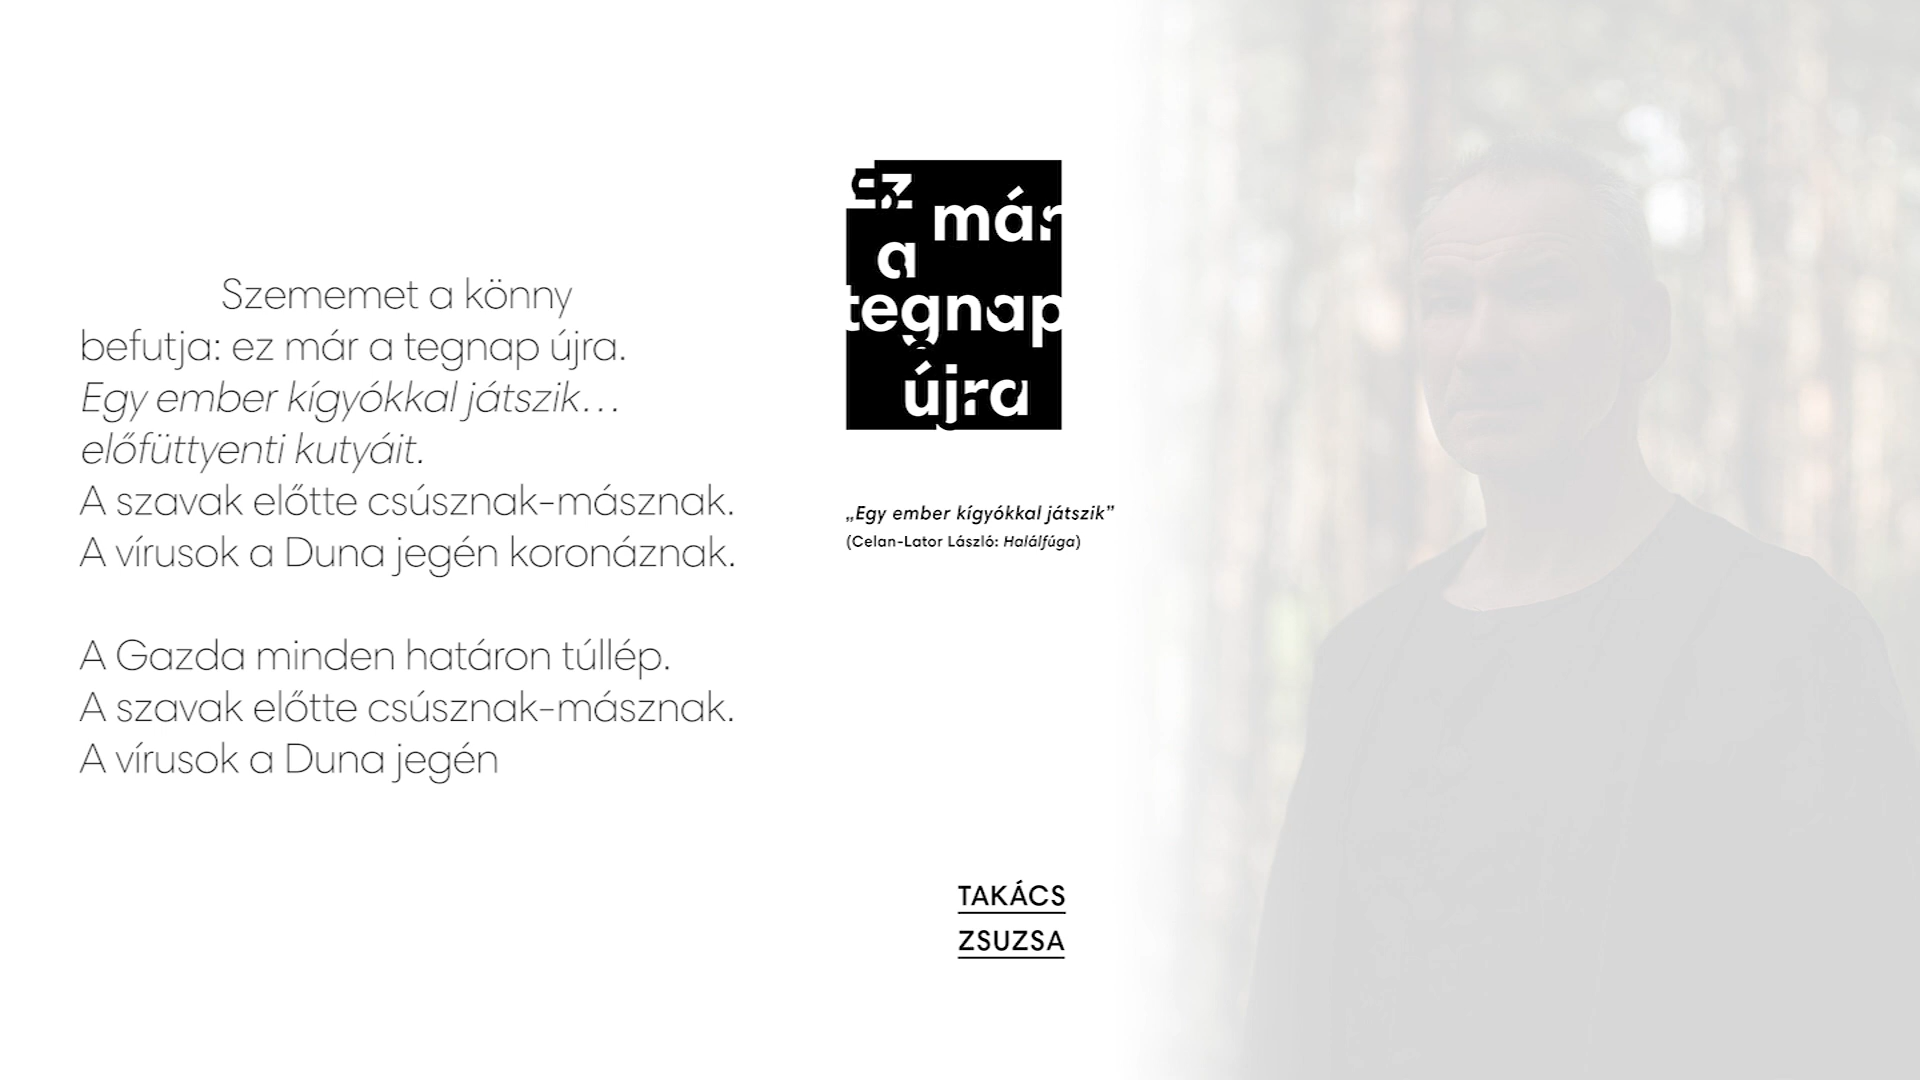 Szememet a könny
befutja: ez már a tegnap újra.
Egy ember kígyókkal játszik…
előfüttyenti kutyáit.
A szavak előtte csúsznak-másznak.
A vírusok a Duna jegén koronáznak.
A Gazda minden határon túllép.
A szavak előtte csúsznak-másznak.
A vírusok a Duna jegén
Ez
már
a
tegnap
újra
„Egy ember kígyókkal játszik”
(Celan-Lator László: Halálfúga)
TAKÁCS
ZSUZSA